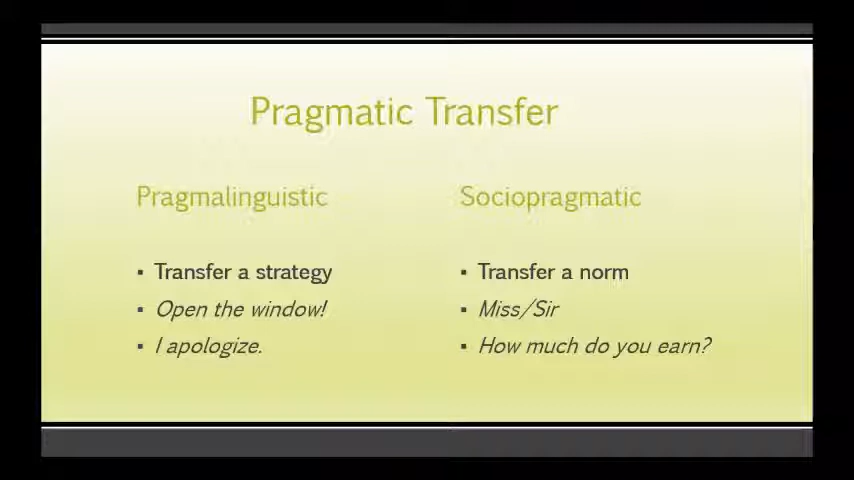 Pragmatic Transfer
Pragmalinguistic
▪ Transfer a strategy
▪ Open the window!
▪ I apologize.
Sociopragmatic
▪ Transfer a norm
▪ Miss/Sir
▪ How much do you earn?